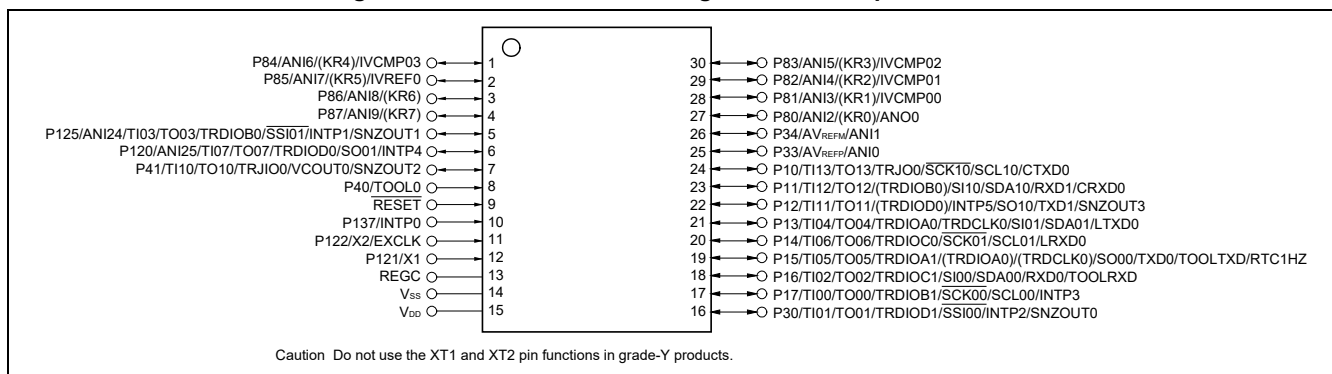 P84/ANI6/(KR4)/IVCMP03 1 30 P83/ANI5/(KR3)/IVCMP02
P85/ANI7/(KR5)/IVREF0 2 29 P82/ANI4/(KR2)/IVCMP01
P86/ANI8/(KR6) 3 28 P81/ANI3/(KR1)/IVCMP00
P87/ANI9/(KR7) 4 27 P80/ANI2/(KR0)/ANO0
P125/ANI24/TI03/TO03/TRDIOB0/SSI01/INTP1/SNZOUT1 5 26 P34/AVREFM/ANI1
P120/ANI25/TI07/TO07/TRDIOD0/SO01/INTP4 6 25 P33/AVREFP/ANI0
P41/TI10/TO10/TRJIO0/VCOUT0/SNZOUT2 7 24 P10/TI13/TO13/TRJO0/SCK10/SCL10/CTXD0
P40/TOOL0 8 23 P11/TI12/TO12/(TRDIOB0)/SI10/SDA10/RXD1/CRXD0
RESET 9 22 P12/TI11/TO11/(TRDIOD0)/INTP5/SO10/TXD1/SNZOUT3
P137/INTP0 10 21 P13/TI04/TO04/TRDIOA0/TRDCLK0/SI01/SDA01/LTXD0
P122/X2/EXCLK 11 20 P14/TI06/TO06/TRDIOC0/SCK01/SCL01/LRXD0
P121/X1 12 19 P15/TI05/TO05/TRDIOA1/(TRDIOA0)/(TRDCLK0)/SO00/TXD0/TOOLTXD/RTC1HZ
REGC 13 18 P16/TI02/TO02/TRDIOC1/SI00/SDA00/RXD0/TOOLRXD
VSS 14 17 P17/TI00/TO00/TRDIOB1/SCK00/SCL00/INTP3
VDD 15 16 P30/TI01/TO01/TRDIOD1/SSI00/INTP2/SNZOUT0
Caution Do not use the XT1 and XT2 pin functions in grade-Y products.